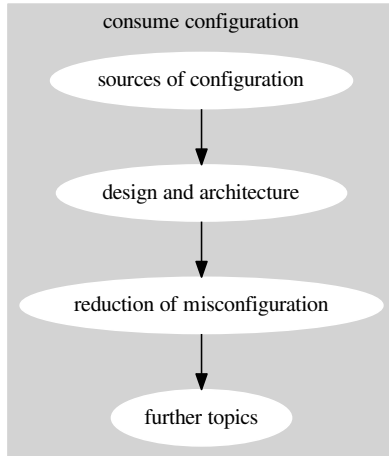 consume configuration
sources of configuration
design and architecture
reduction of misconfiguration
further topics